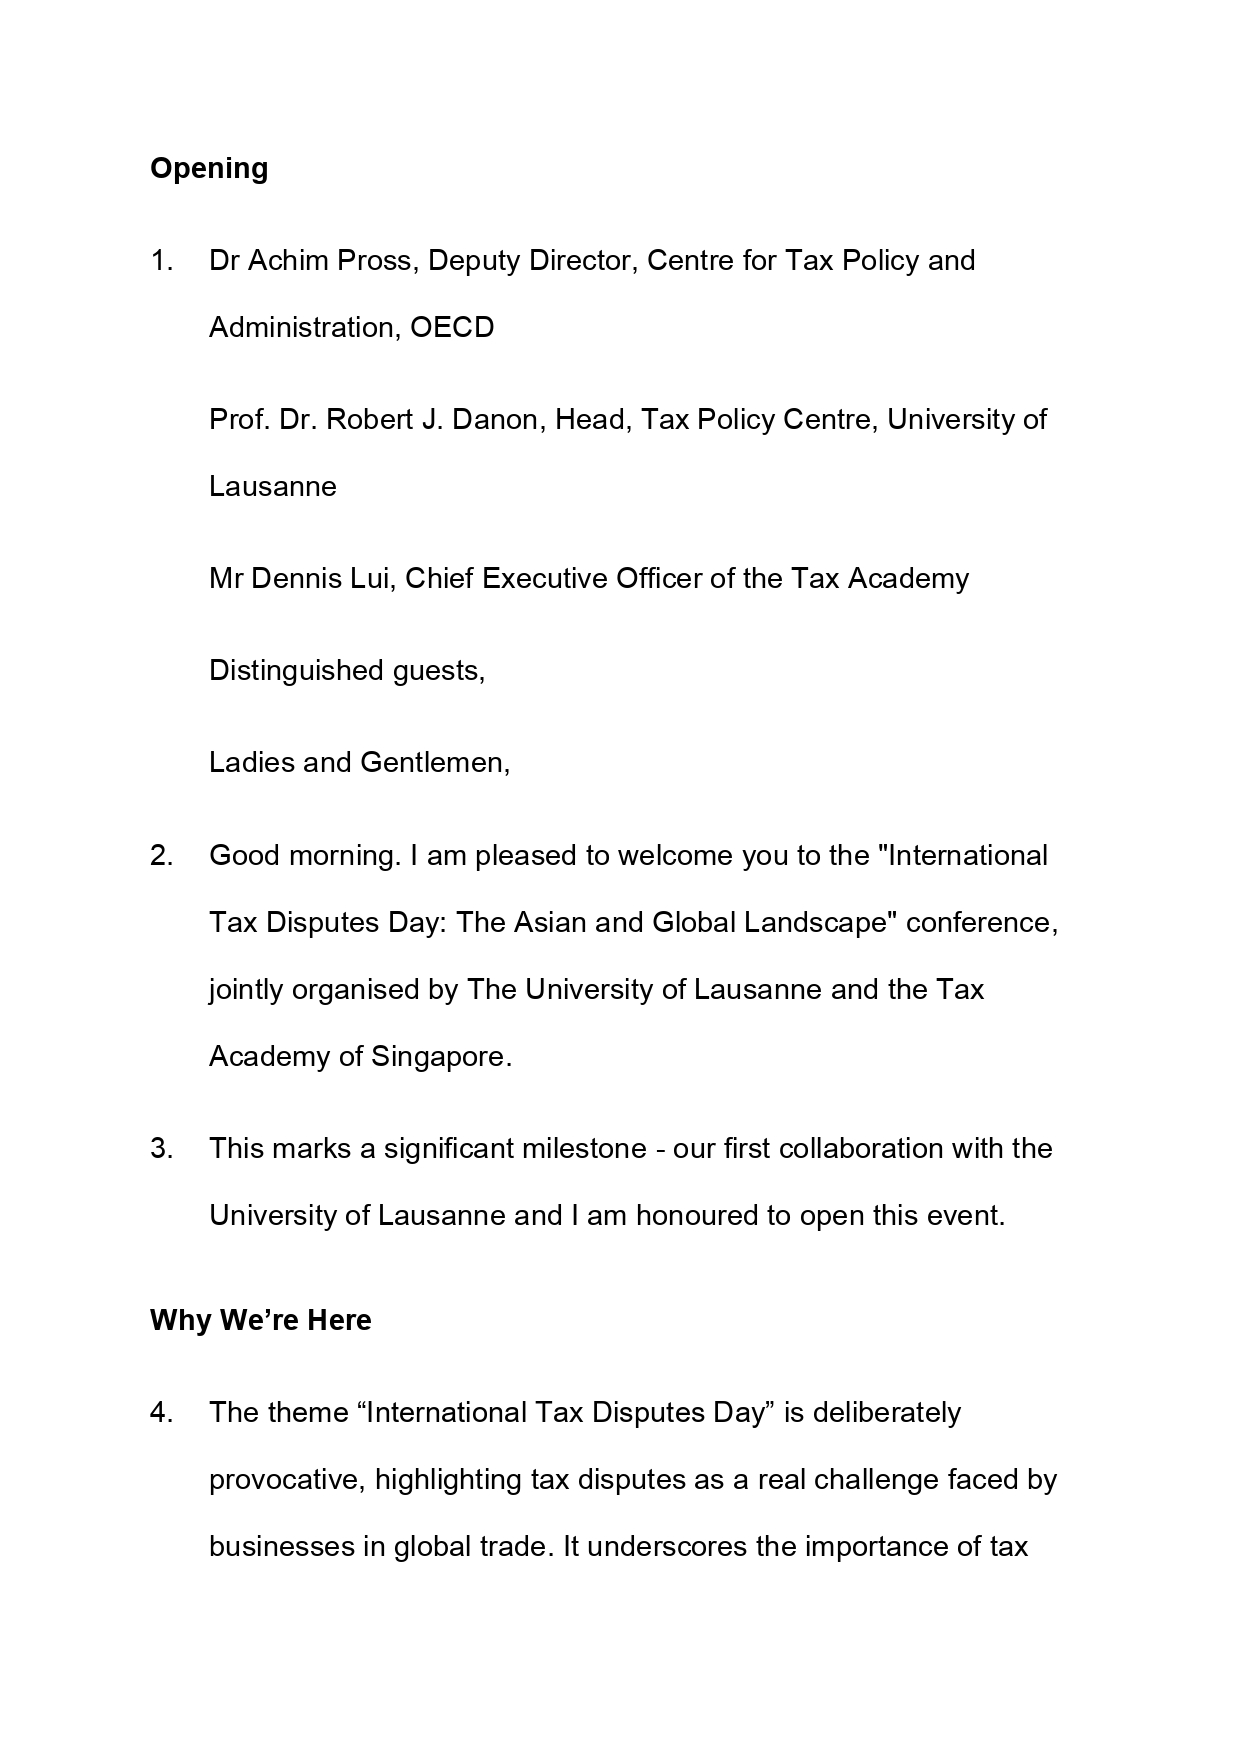 Opening
1. Dr Achim Pross, Deputy Director, Centre for Tax Policy and
Administration, OECD
Prof. Dr. Robert J. Danon, Head, Tax Policy Centre, University of
Lausanne
Mr Dennis Lui, Chief Executive Officer of the Tax Academy
Distinguished guests,
Ladies and Gentlemen,
2. Good morning. I am pleased to welcome you to the "International
Tax Disputes Day: The Asian and Global Landscape" conference,
jointly organised by The University of Lausanne and the Tax
Academy of Singapore.
3. This marks a significant milestone - our first collaboration with the
University of Lausanne and I am honoured to open this event.
Why We’re Here
4. The theme “International Tax Disputes Day” is deliberately
provocative, highlighting tax disputes as a real challenge faced by
businesses in global trade. It underscores the importance of tax